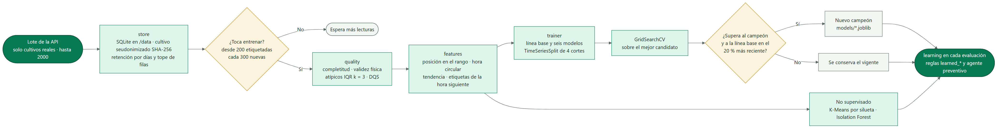 Lote de la API
solo cultivos reales · hasta
2000
store
SQLite en /data · cultivo
seudonimizado SHA-256
retención por días y tope de
filas
¿Toca entrenar?
desde 200 etiquetadas
cada 300 nuevas
No
Espera más lecturas
Sí
quality
completitud · validez física
atípicos IQR k = 3 · DQS
features
posición en el rango · hora
circular
tendencia · etiquetas de la
hora siguiente
trainer
línea base y seis modelos
TimeSeriesSplit de 4 cortes
GridSearchCV
sobre el mejor candidato
¿Supera al campeón
y a la línea base en el
20 % más reciente?
Sí
Nuevo campeón
models/*.joblib
No
Se conserva el vigente
No supervisado
K-Means por silueta ·
Isolation Forest
learning en cada evaluación
reglas learned_* y agente
preventivo